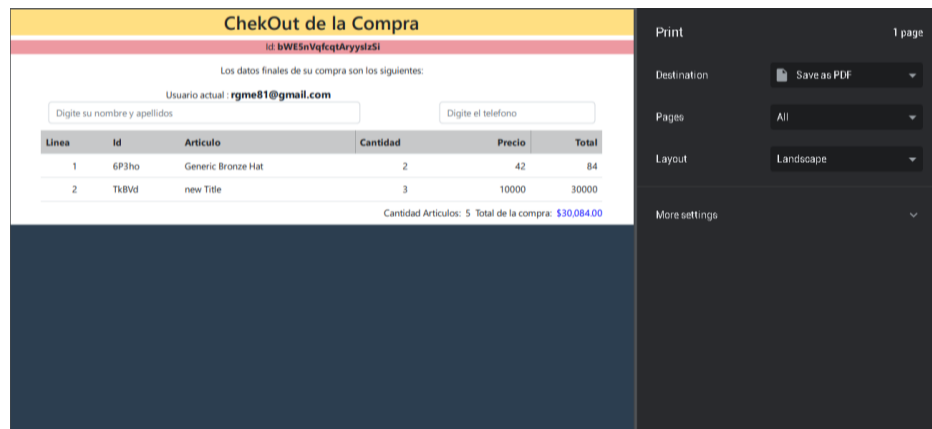 ChekOut de la Compra
Id: bWE5nVqfcqtAryyslzSi
Los datos finales de su compra son los siguientes:
Usuario actual : rgme81@gmail.com
Digite su nombre y apellidos Digite el telefono
Linea Id Articulo Cantidad Precio Total
1 6P3ho Generic Bronze Hat 2 42 84
2 TkBVd new Title 3 10000 30000
Cantidad Articulos: 5 Total de la compra: $30,084.00
Print 1 page
Destination Save as PDF
Pages All
Layout Landscape
More settings